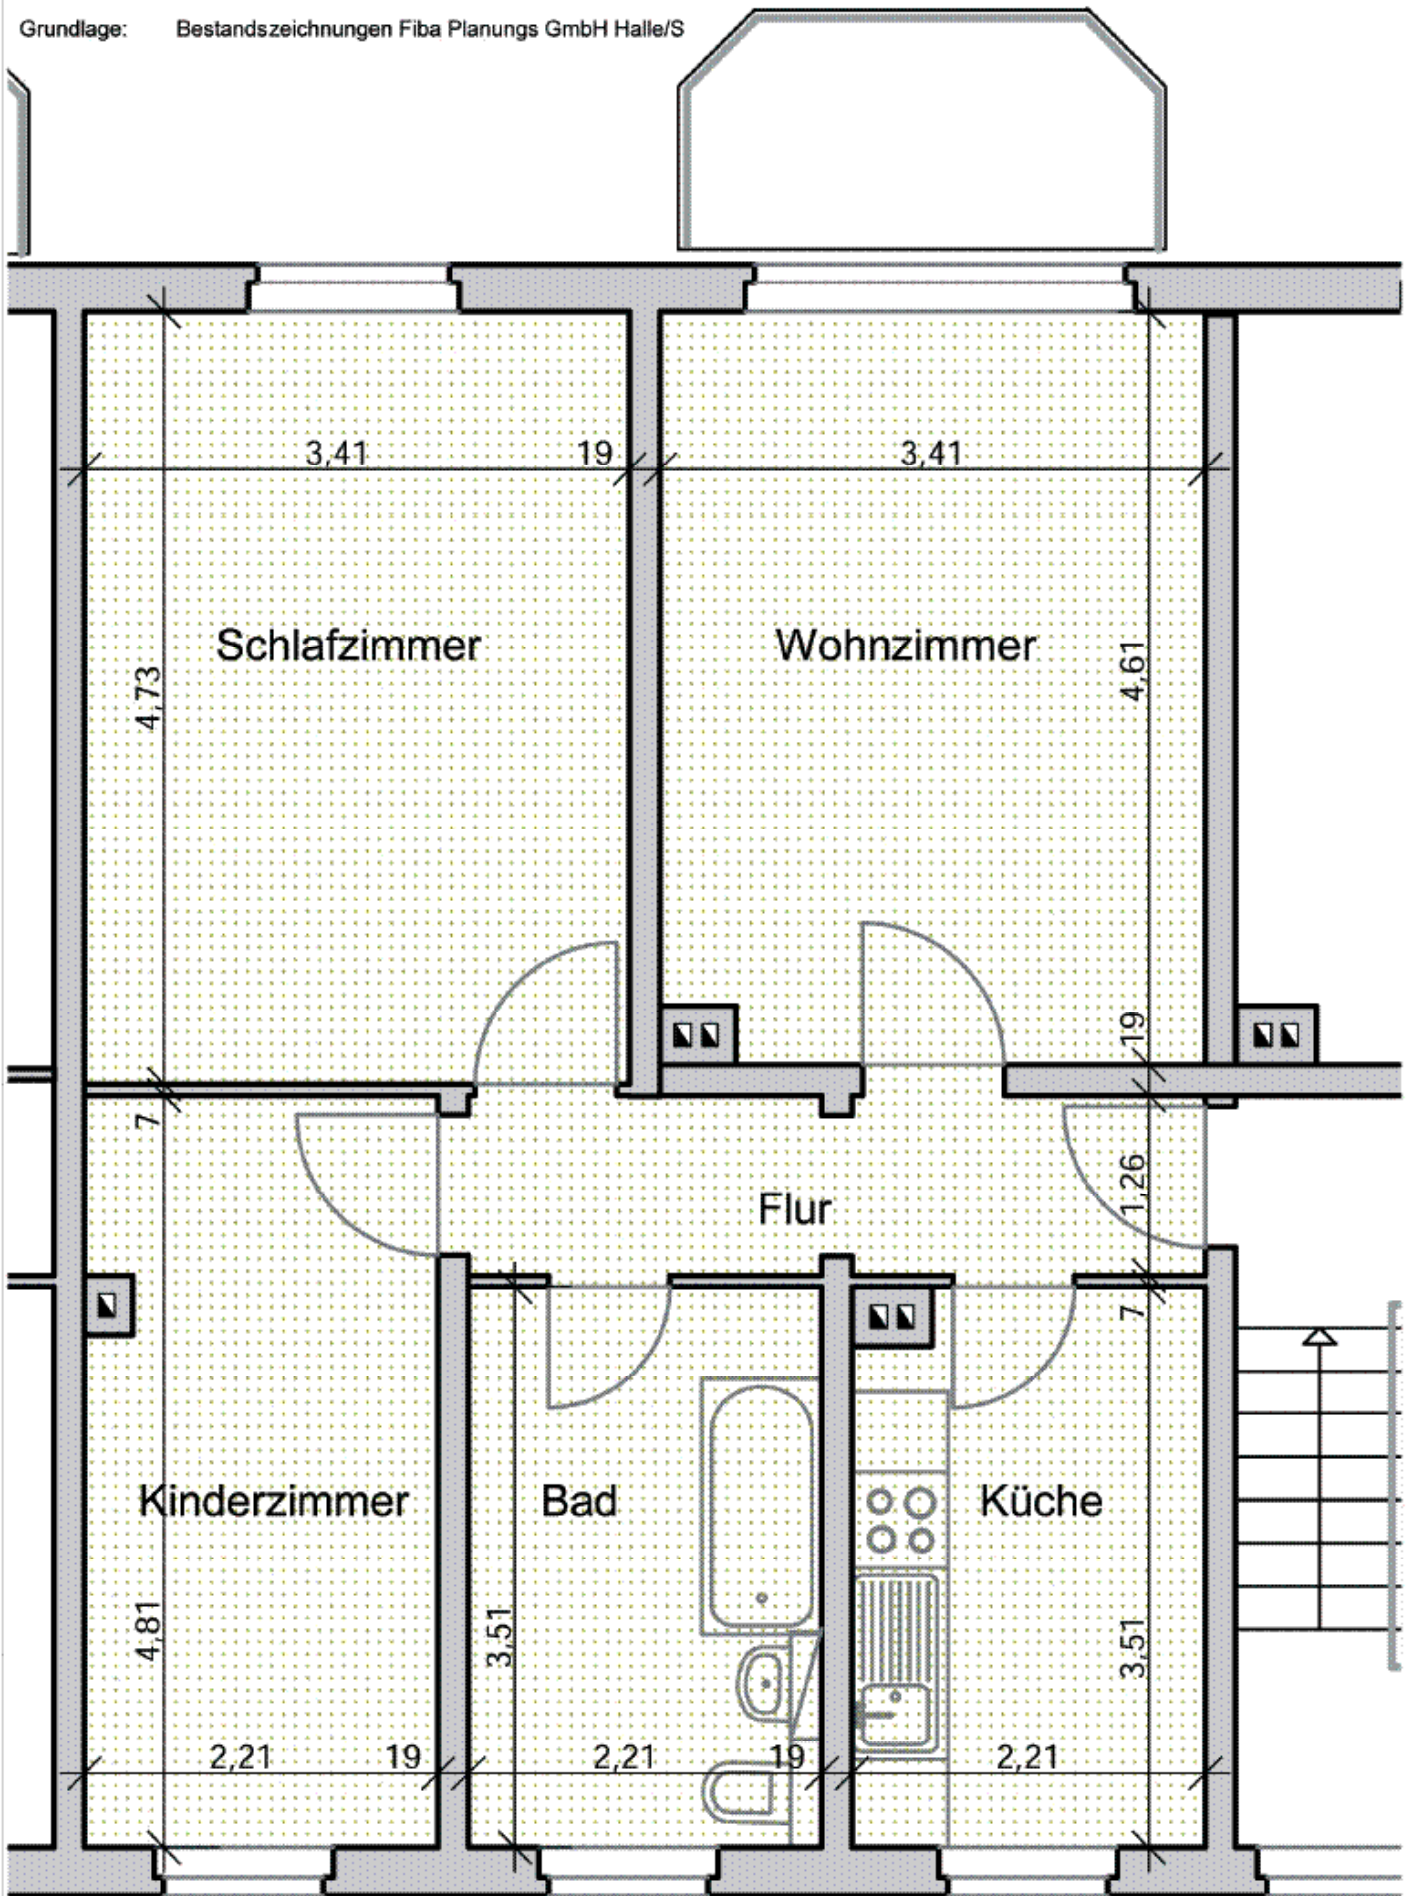 Grundlage: Bestandszeichnungen Fiba Planungs GmbH Halle/S
3,41 19 3,41
Schlafzimmer Wohnzimmer
4,73
4,61
19
7
1,26
Flur
7
Kinderzimmer Bad Küche
4,81
3,51
3,51
2,21 19 2,21 19 2,21